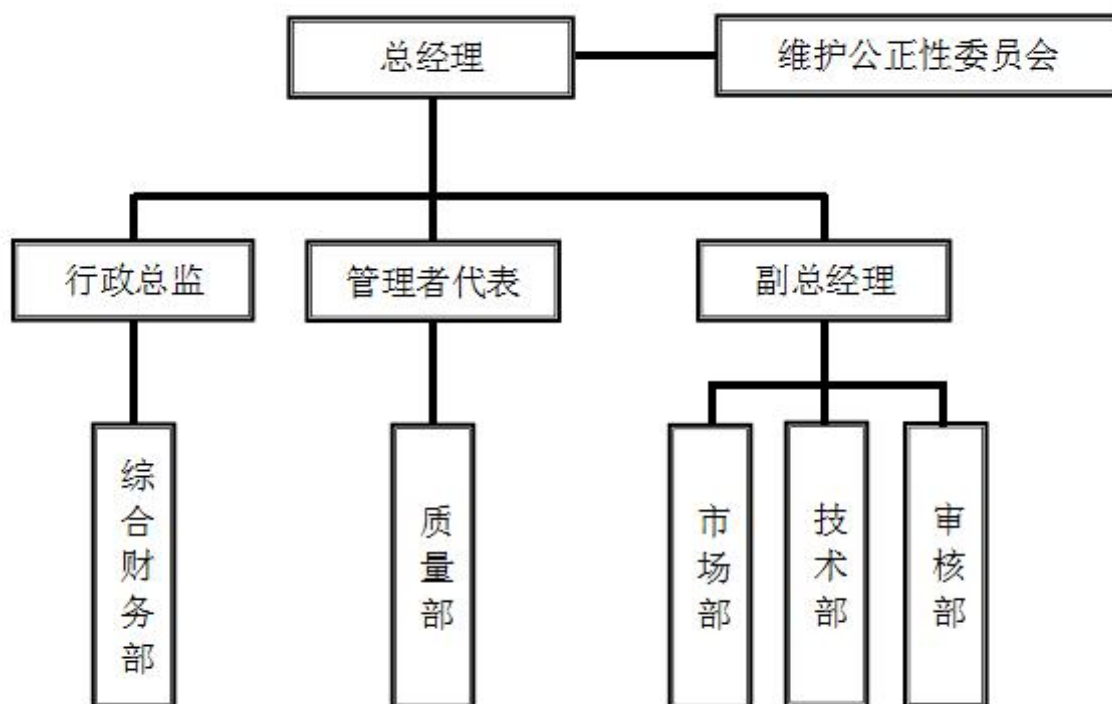 总经理
维护公正性委员会
行政总监
管理者代表
副总经理
综合财务部
质量部
市场部
技术部
审核部